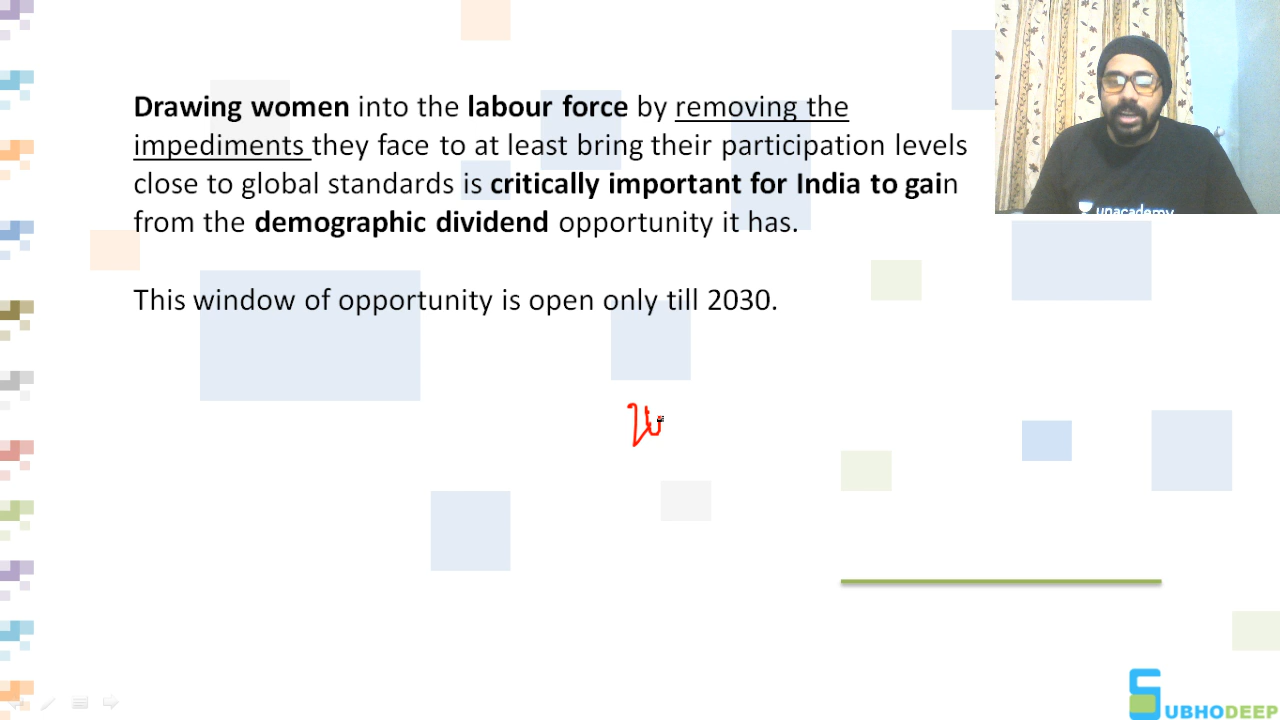 Drawing women into the labour force by removing the
impediments they face to at least bring their participation levels
close to global standards is critically important for India to gain
from the demographic dividend opportunity it has.
This window of opportunity is open only till 2030.
unacademy
SUBHODEEP